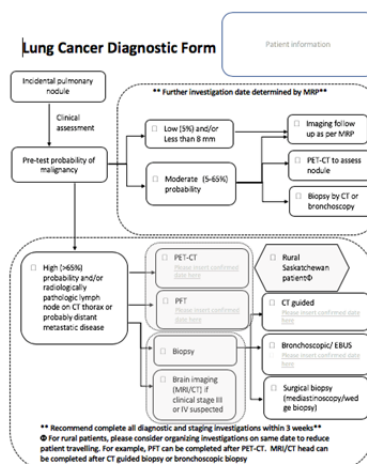 Lung Cancer Diagnostic Form
Patient information
Incidental pulmonary
nodule
Clinical
assessment
Pre-test probability of
malignancy
** Further investigation date determined by MRP**
Low (5%) and/or
Less than 8 mm
Moderate (5-65%)
probability
Imaging follow
up as per MRP
PET-CT to assess
nodule
Biopsy by CT or
bronchoscopy
High (>65%)
probability and/or
radiologically
pathologic lymph
node on CT thorax or
probably distant
metastatic disease
PET-CT
Please insert confirmed date
here
PFT
Please insert confirmed date
here
Biopsy
Brain imaging
(MRI/CT) if
clinical stage III
or IV suspected
Rural
Saskatchewan
patientΦ
CT guided
Please insert confirmed date
here
Bronchoscopic/ EBUS
Please insert confirmed date
here
Surgical biopsy
(mediastinoscopy/wed
ge biopsy)
** Recommend complete all diagnostic and staging investigations within 3 weeks**
Φ For rural patients, please consider organizing investigations on same date to reduce
patient travelling. For example, PFT can be completed after PET-CT. MRI/CT head can
be completed after CT guided biopsy or bronchoscopic biopsy